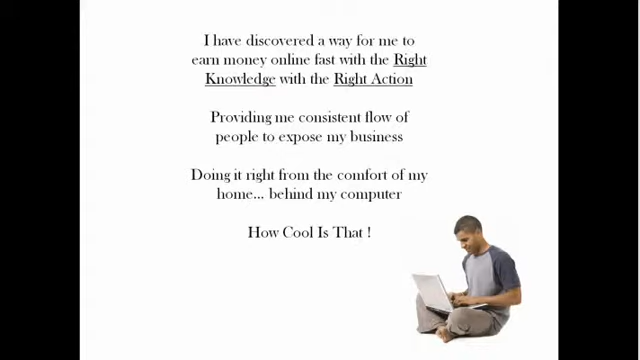 I have discovered a way for me to
earn money online fast with the Right
Knowledge with the Right Action
Providing me consistent flow of
people to expose my business
Doing it right from the comfort of my
home... behind my computer
How Cool Is That !